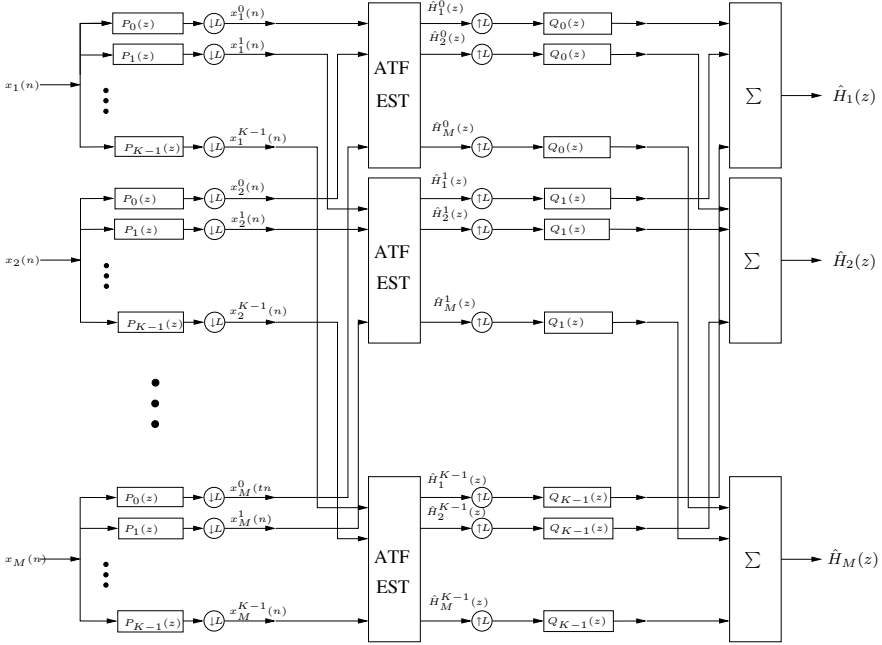 P_0(z) ↓L x_1^0(n) Ĥ_1^0(z) ↑L Q_0(z)
P_1(z) ↓L x_1^1(n) ATF Ĥ_2^0(z) ↑L Q_0(z)
x_1(n) EST ∑ Ĥ_1(z)
P_{K−1}(z) ↓L x_1^{K−1}(n) Ĥ_M^0(z) ↑L Q_0(z)
P_0(z) ↓L x_2^0(n) Ĥ_1^1(z) ↑L Q_1(z)
P_1(z) ↓L x_2^1(n) ATF Ĥ_2^1(z) ↑L Q_1(z)
x_2(n) EST ∑ Ĥ_2(z)
P_{K−1}(z) ↓L x_2^{K−1}(n) Ĥ_M^1(z) ↑L Q_1(z)
P_0(z) ↓L x_M^0(tn Ĥ_1^{K−1}(z) ↑L Q_{K−1}(z)
P_1(z) ↓L x_M^1(n) Ĥ_2^{K−1}(z) ↑L Q_{K−1}(z)
x_M(n) ATF ∑ Ĥ_M(z)
EST
P_{K−1}(z) ↓L x_M^{K−1}(n) Ĥ_M^{K−1}(z) ↑L Q_{K−1}(z)